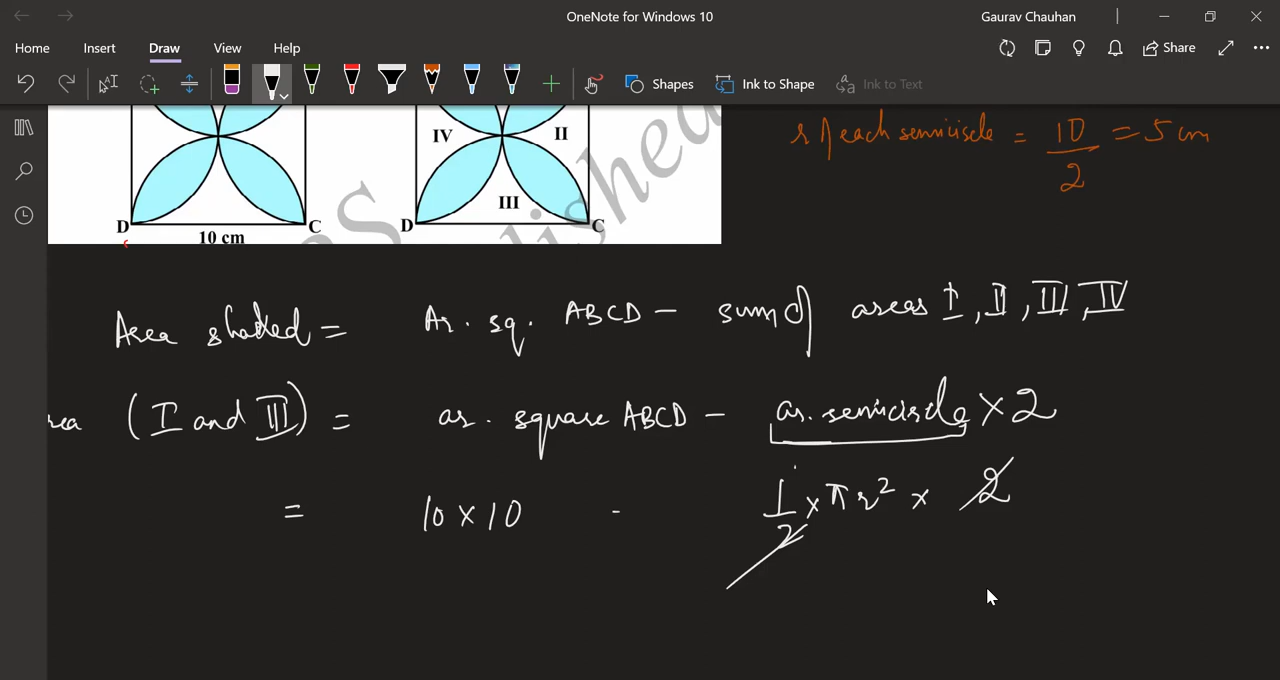 OneNote for Windows 10
Gaurav Chauhan
Home Insert Draw View Help
Share
Shapes
Ink to Shape
Ink to Text
IV II
III
D C
10 cm
D C
lishea
r of each semicircle = 10/2 = 5 cm
Area shaded = Ar. sq. ABCD - sum of areas I, II, III, IV
rea (I and III) = ar. square ABCD - ar. semicircle × 2
= 10 × 10 - 1/2 × πr² × 2